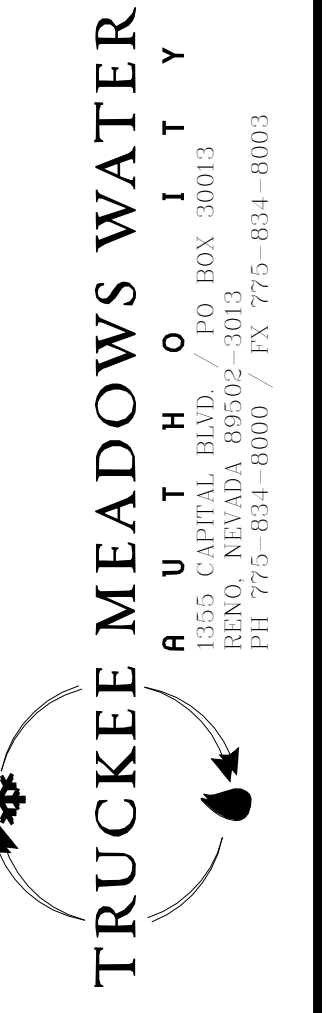 TRUCKEE MEADOWS WATER
AUTHORITY
1355 CAPITAL BLVD. / PO BOX 30013
RENO, NEVADA 89502-3013
PH 775-834-8000 / FX 775-834-8003